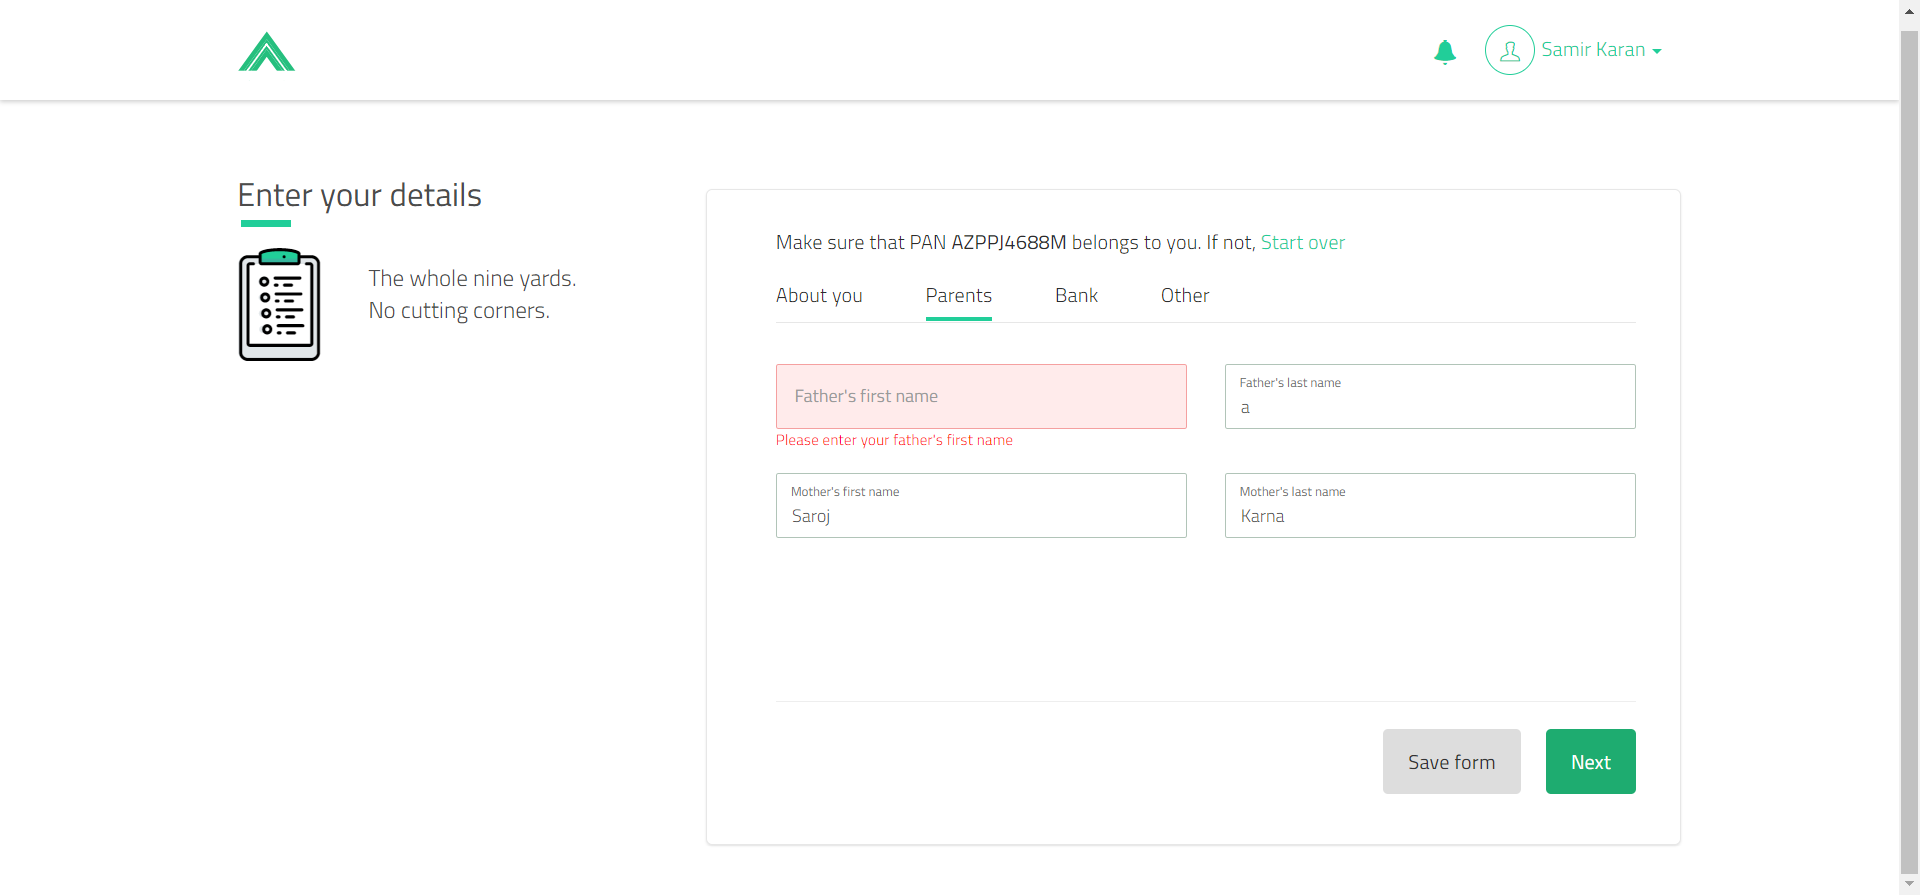 Samir Karan
Enter your details
The whole nine yards.
No cutting corners.
Make sure that PAN AZPPJ4688M belongs to you. If not, Start over
About you Parents Bank Other
Father's first name
Please enter your father's first name
Father's last name
a
Mother's first name
Saroj
Mother's last name
Karna
Save form Next